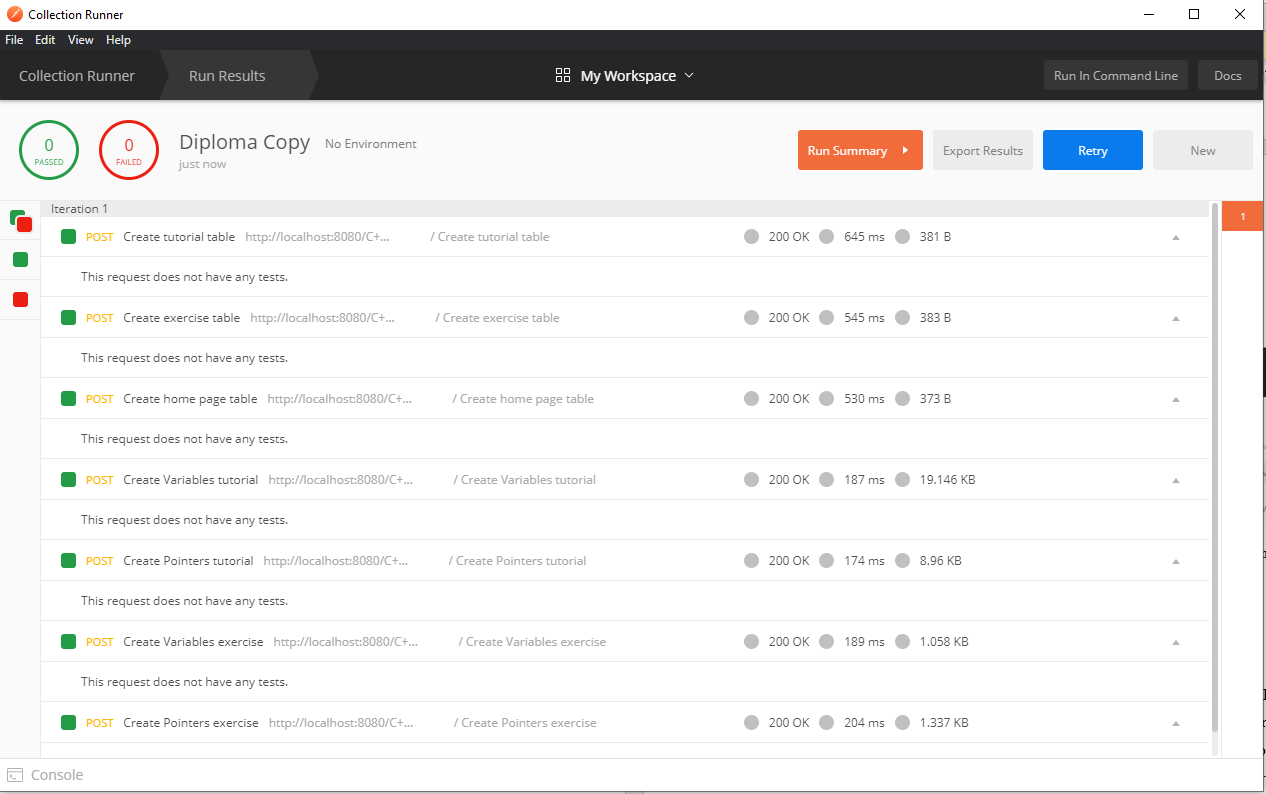 Collection Runner
File Edit View Help
Collection Runner Run Results My Workspace Run In Command Line Docs
0 PASSED 0 FAILED Diploma Copy No Environment
just now
Run Summary Export Results Retry New
Iteration 1
1
POST Create tutorial table http://localhost:8080/C+... / Create tutorial table 200 OK 645 ms 381 B
This request does not have any tests.
POST Create exercise table http://localhost:8080/C+... / Create exercise table 200 OK 545 ms 383 B
This request does not have any tests.
POST Create home page table http://localhost:8080/C+... / Create home page table 200 OK 530 ms 373 B
This request does not have any tests.
POST Create Variables tutorial http://localhost:8080/C+... / Create Variables tutorial 200 OK 187 ms 19.146 KB
This request does not have any tests.
POST Create Pointers tutorial http://localhost:8080/C+... / Create Pointers tutorial 200 OK 174 ms 8.96 KB
This request does not have any tests.
POST Create Variables exercise http://localhost:8080/C+... / Create Variables exercise 200 OK 189 ms 1.058 KB
This request does not have any tests.
POST Create Pointers exercise http://localhost:8080/C+... / Create Pointers exercise 200 OK 204 ms 1.337 KB
Console